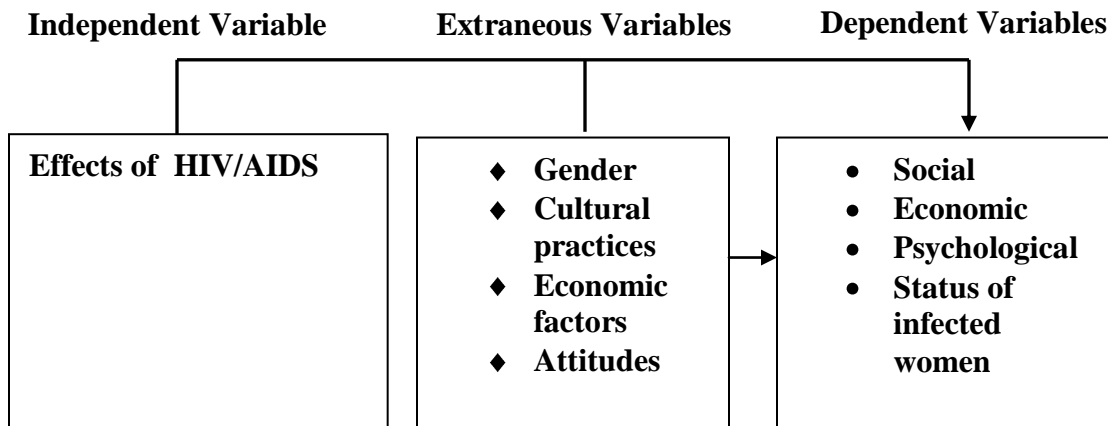 Independent Variable
Extraneous Variables
Dependent Variables
Effects of HIV/AIDS
♦ Gender
♦ Cultural
practices
♦ Economic
factors
♦ Attitudes
• Social
• Economic
• Psychological
• Status of
infected
women